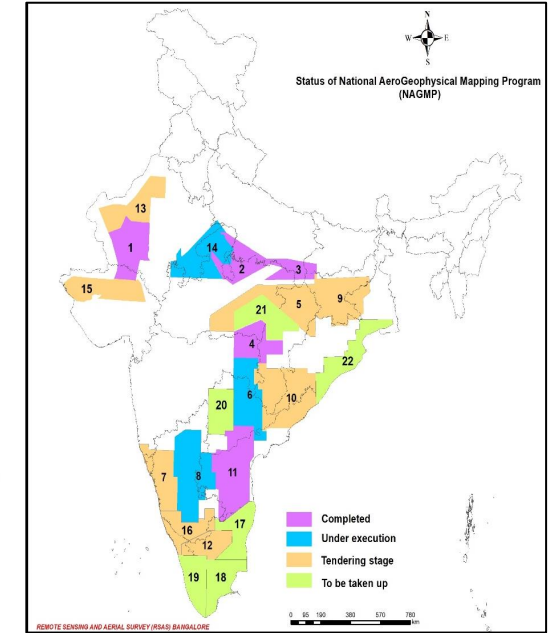 N
W E
S
Status of National AeroGeophysical Mapping Program
(NAGMP)
13
1
14
2
3
15
5
9
21
4
22
6
10
20
11
7
8
17
16
12
19
18
Completed
Under execution
Tendering stage
To be taken up
0 95 190 380 570 780
km
REMOTE SENSING AND AERIAL SURVEY (RSAS) BANGALORE